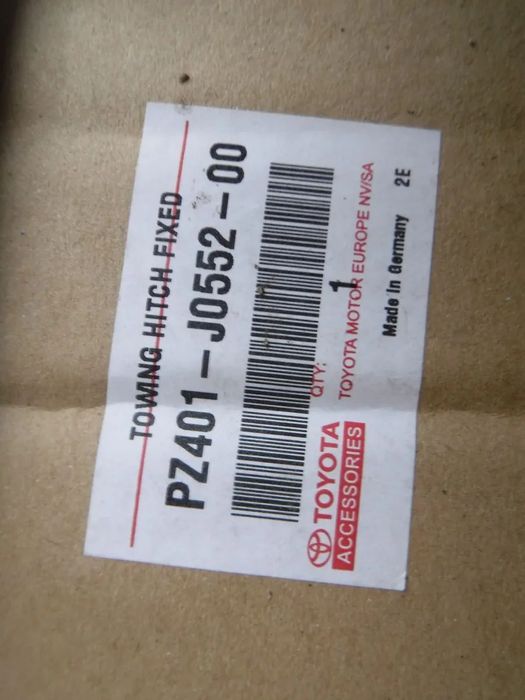 TOWING HITCH FIXED
PZ401-J0552-00
QTY: 1
TOYOTA
ACCESSORIES
TOYOTA MOTOR EUROPE NV/SA
Made in Germany 2E